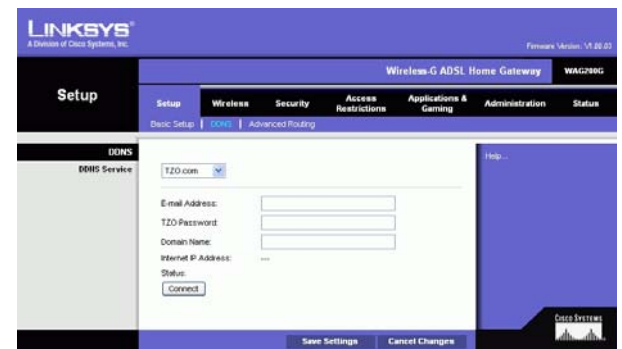 LINKSYS®
A Division of Cisco Systems, Inc.
Firmware Version: V1.00.03
Wireless-G ADSL Home Gateway WAG200G
Setup
Setup Wireless Security Access Restrictions Applications & Gaming Administration Status
Basic Setup | DDNS | Advanced Routing
DDNS
DDNS Service
TZO.com
Help...
E-mail Address:
TZO Password:
Domain Name:
Internet IP Address: ---
Status:
Connect
Save Settings Cancel Changes
CISCO SYSTEMS